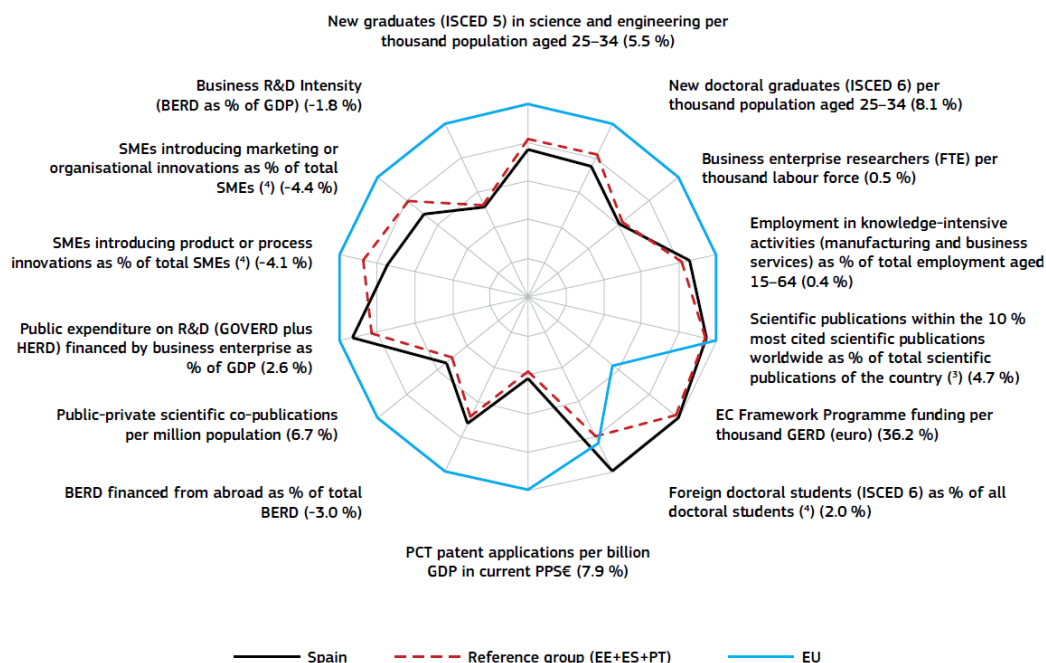 New graduates (ISCED 5) in science and engineering per
thousand population aged 25–34 (5.5 %)
New doctoral graduates (ISCED 6) per
thousand population aged 25–34 (8.1 %)
Business enterprise researchers (FTE) per
thousand labour force (0.5 %)
Employment in knowledge-intensive
activities (manufacturing and business
services) as % of total employment aged
15–64 (0.4 %)
Scientific publications within the 10 %
most cited scientific publications
worldwide as % of total scientific
publications of the country (³) (4.7 %)
EC Framework Programme funding per
thousand GERD (euro) (36.2 %)
Foreign doctoral students (ISCED 6) as % of all
doctoral students (⁴) (2.0 %)
PCT patent applications per billion
GDP in current PPS€ (7.9 %)
BERD financed from abroad as % of total
BERD (-3.0 %)
Public-private scientific co-publications
per million population (6.7 %)
Public expenditure on R&D (GOVERD plus
HERD) financed by business enterprise as
% of GDP (2.6 %)
SMEs introducing product or process
innovations as % of total SMEs (⁴) (-4.1 %)
SMEs introducing marketing or
organisational innovations as % of total
SMEs (⁴) (-4.4 %)
Business R&D Intensity
(BERD as % of GDP) (-1.8 %)
Spain
Reference group (EE+ES+PT)
EU